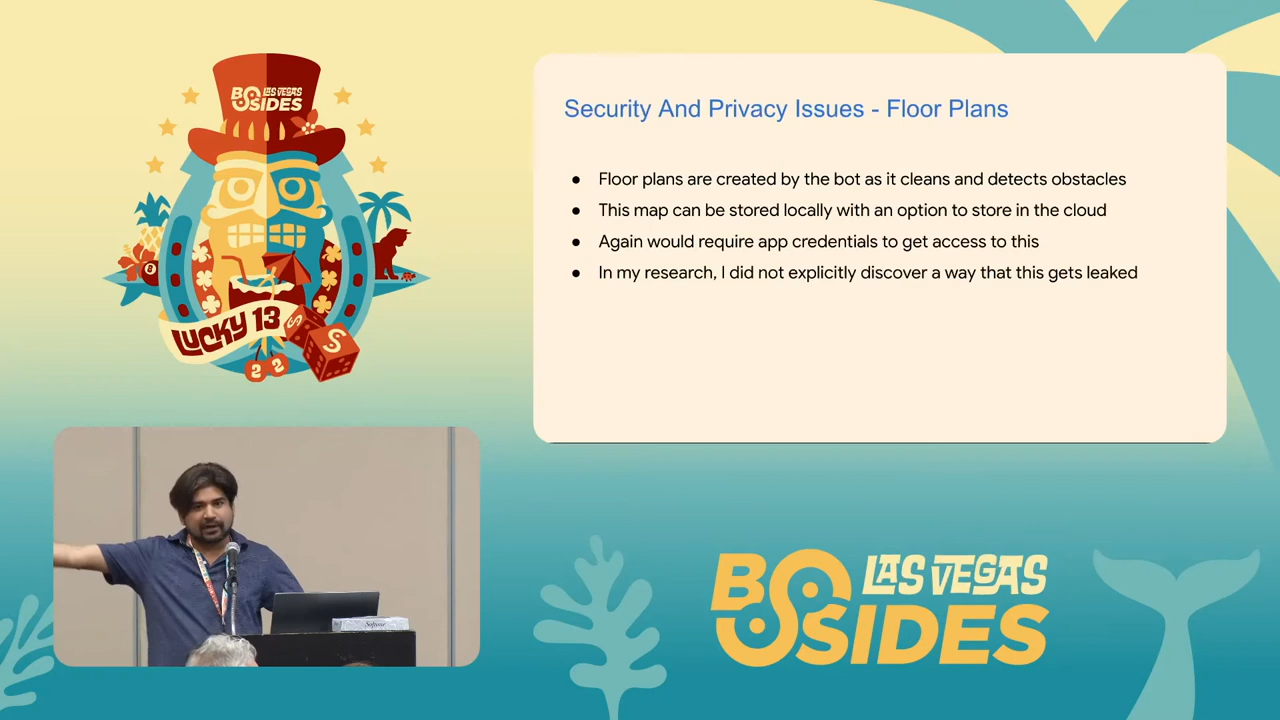 BSIDES LAS VEGAS
LUCKY 13
22
Security And Privacy Issues - Floor Plans
● Floor plans are created by the bot as it cleans and detects obstacles
● This map can be stored locally with an option to store in the cloud
● Again would require app credentials to get access to this
● In my research, I did not explicitly discover a way that this gets leaked
8
S
S
Softone
BSIDES LAS VEGAS